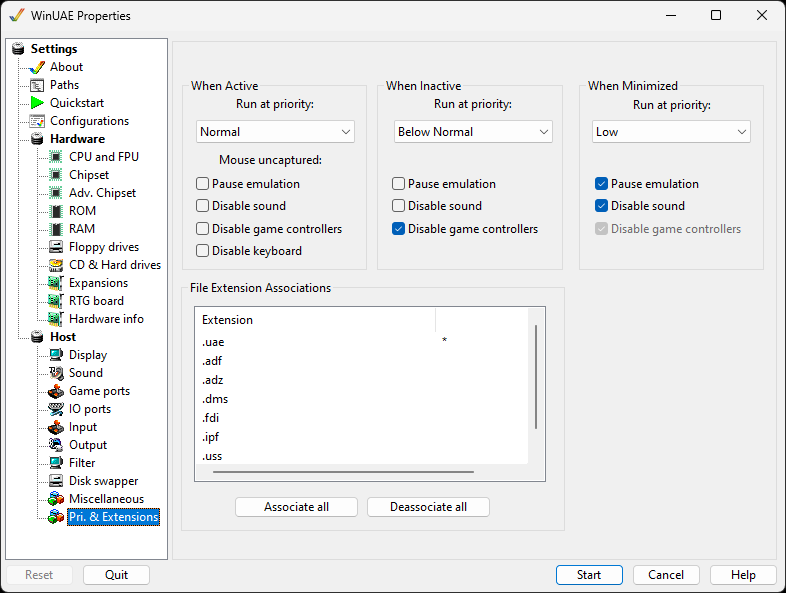 WinUAE Properties
Settings
About
Paths
Quickstart
Configurations
Hardware
CPU and FPU
Chipset
Adv. Chipset
ROM
RAM
Floppy drives
CD & Hard drives
Expansions
RTG board
Hardware info
Host
Display
Sound
Game ports
IO ports
Input
Output
Filter
Disk swapper
Miscellaneous
Pri. & Extensions
When Active
Run at priority:
Normal
Mouse uncaptured:
Pause emulation
Disable sound
Disable game controllers
Disable keyboard
When Inactive
Run at priority:
Below Normal
Pause emulation
Disable sound
Disable game controllers
When Minimized
Run at priority:
Low
Pause emulation
Disable sound
Disable game controllers
File Extension Associations
Extension
.uae *
.adf
.adz
.dms
.fdi
.ipf
.uss
Associate all
Deassociate all
Reset
Quit
Start
Cancel
Help